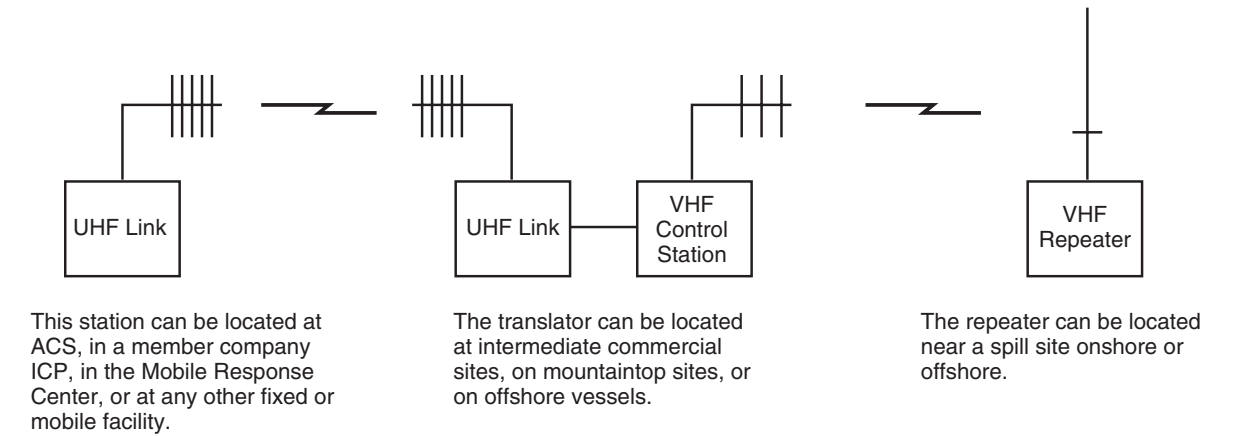 UHF Link
UHF Link
VHF
Control
Station
VHF
Repeater
This station can be located at
ACS, in a member company
ICP, in the Mobile Response
Center, or at any other fixed or
mobile facility.
The translator can be located
at intermediate commercial
sites, on mountaintop sites, or
on offshore vessels.
The repeater can be located
near a spill site onshore or
offshore.